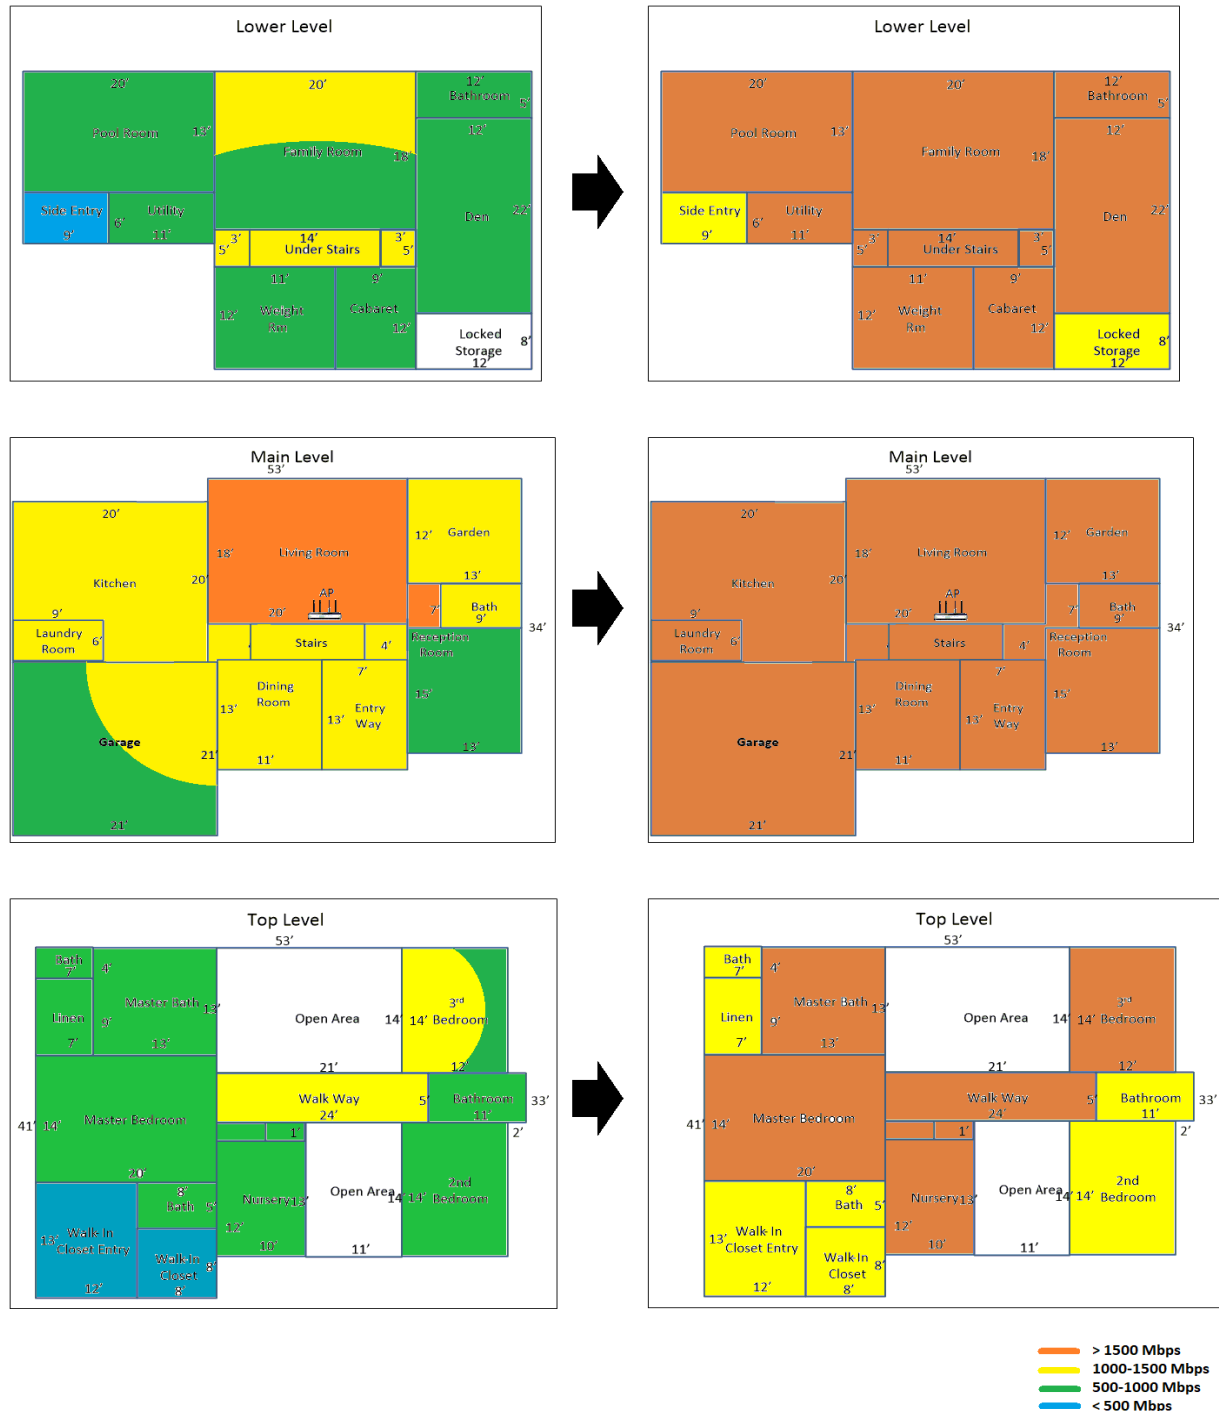 Lower Level
20'
20'
12'
Bathroom
5'
Pool Room
13'
Family Room
18'
12'
Side Entry
9'
6'
Utility
11'
Den
22'
3'
5'
14'
Under Stairs
3'
5'
11'
12'
Weight
Rm
9'
Cabaret
12'
Locked
Storage
8'
12'
Lower Level
20'
20'
12'
Bathroom
5'
Pool Room
13'
Family Room
18'
12'
Side Entry
9'
6'
Utility
11'
Den
22'
3'
5'
14'
Under Stairs
3'
5'
11'
12'
Weight
Rm
9'
Cabaret
12'
Locked
Storage
8'
12'
Main Level
53'
20'
Kitchen
20'
18'
Living Room
20'
AP
12'
Garden
13'
9'
Laundry
Room
6'
7'
Bath
9'
34'
Stairs
4'
Reception
Room
15'
13'
Garage
21'
21'
Dining
Room
13'
11'
7'
13'
Entry
Way
Main Level
53'
20'
Kitchen
20'
18'
Living Room
20'
AP
12'
Garden
13'
9'
Laundry
Room
6'
7'
Bath
9'
34'
Stairs
4'
Reception
Room
15'
13'
Garage
21'
21'
Dining
Room
13'
11'
7'
13'
Entry
Way
Top Level
53'
Bath
7'
4'
Master Bath
13'
Linen
9'
7'
13'
Open Area
14'
21'
3rd
14' Bedroom
12'
Walk Way
5'
24'
Bathroom
11'
33'
2'
41' 14'
Master Bedroom
20'
1'
Nursery
13'
12'
10'
Open Area
14'
11'
14'
2nd
Bedroom
8'
Bath
5'
13'
Walk-In
Closet Entry
12'
Walk-In
Closet
8'
8'
Top Level
53'
Bath
7'
4'
Master Bath
13'
Linen
9'
7'
13'
Open Area
14'
21'
3rd
14' Bedroom
12'
Walk Way
5'
24'
Bathroom
11'
33'
2'
41' 14'
Master Bedroom
20'
1'
Nursery
13'
12'
10'
Open Area
14'
11'
14'
2nd
Bedroom
8'
Bath
5'
13'
Walk-In
Closet Entry
12'
Walk-In
Closet
8'
8'
> 1500 Mbps
1000-1500 Mbps
500-1000 Mbps
< 500 Mbps